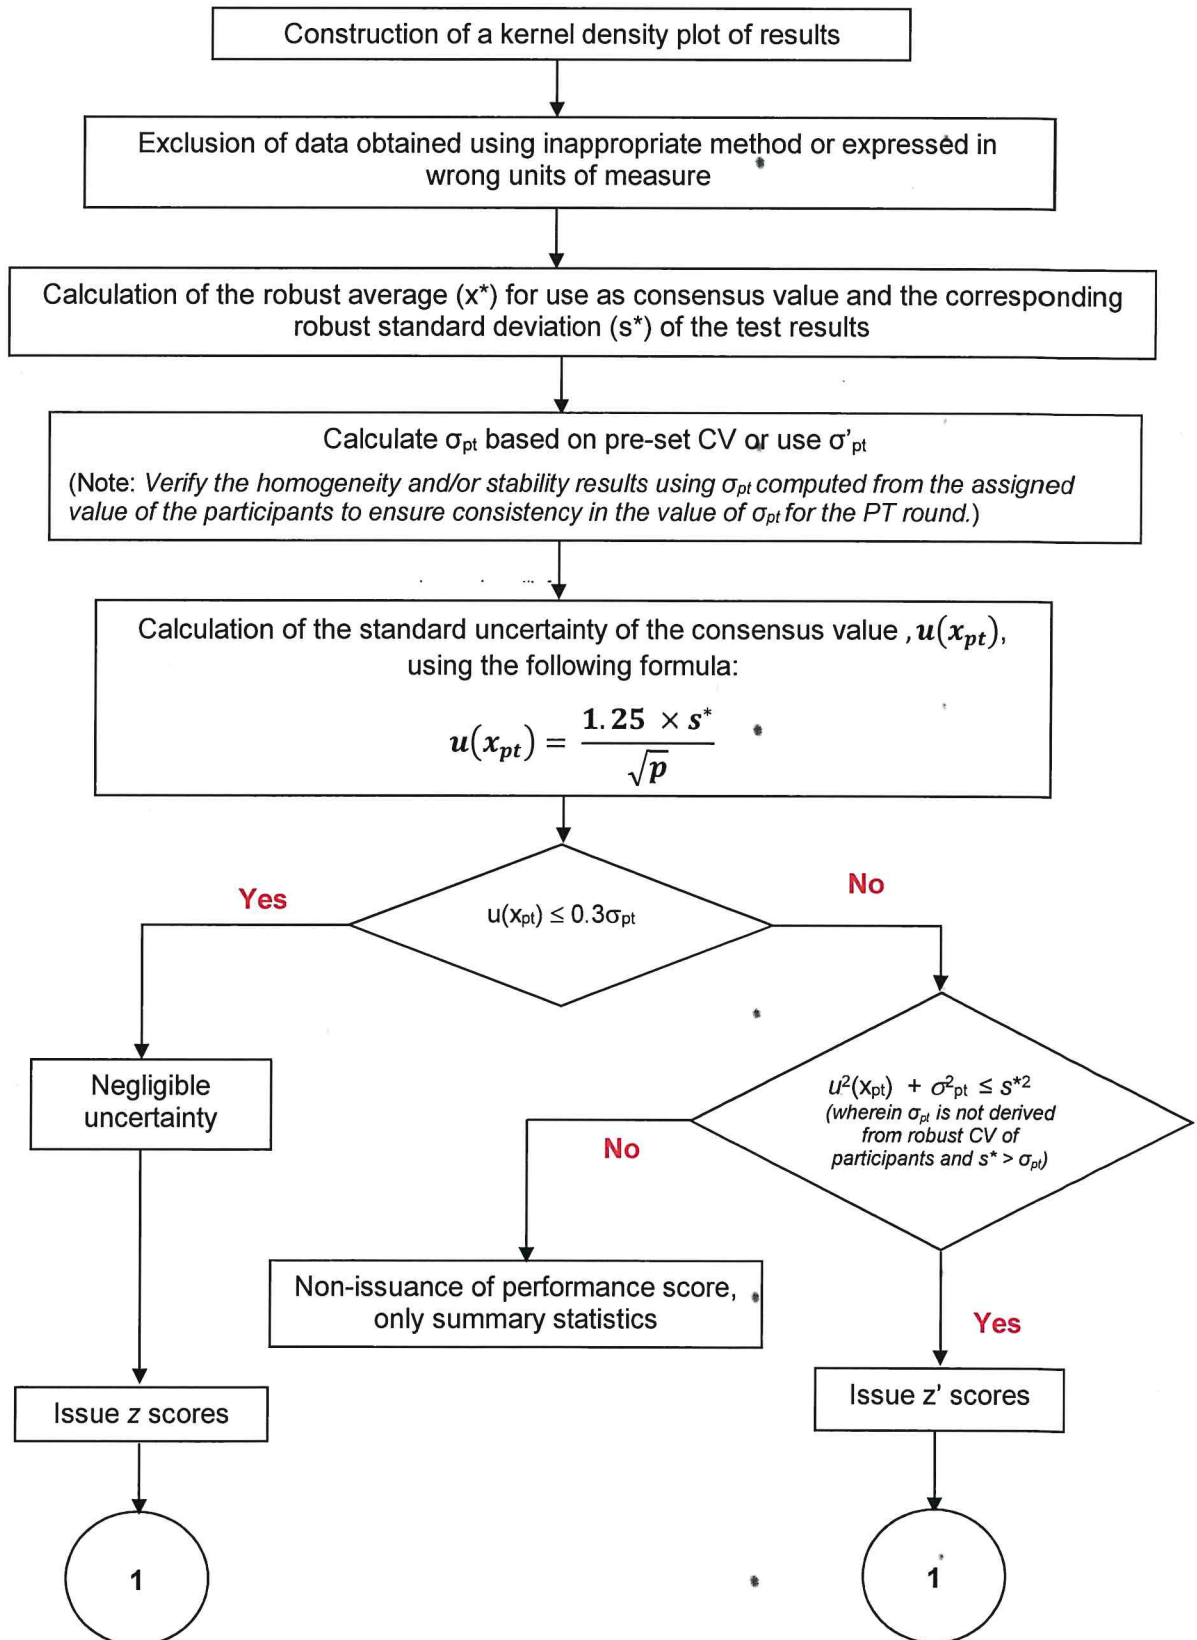 Construction of a kernel density plot of results
Exclusion of data obtained using inappropriate method or expressed in
wrong units of measure
Calculation of the robust average (x*) for use as consensus value and the corresponding
robust standard deviation (s*) of the test results
Calculate σpt based on pre-set CV or use σ'pt
(Note: Verify the homogeneity and/or stability results using σpt computed from the assigned
value of the participants to ensure consistency in the value of σpt for the PT round.)
Calculation of the standard uncertainty of the consensus value , u(xpt),
using the following formula:
u(xpt) = 1.25 × s* / √p
Yes
No
u(xpt) ≤ 0.3σpt
Negligible
uncertainty
u²(xpt) + σ²pt ≤ s*²
(wherein σpt is not derived
from robust CV of
participants and s* > σpt)
No
Non-issuance of performance score,
only summary statistics
Yes
Issue z scores
Issue z' scores
1
1